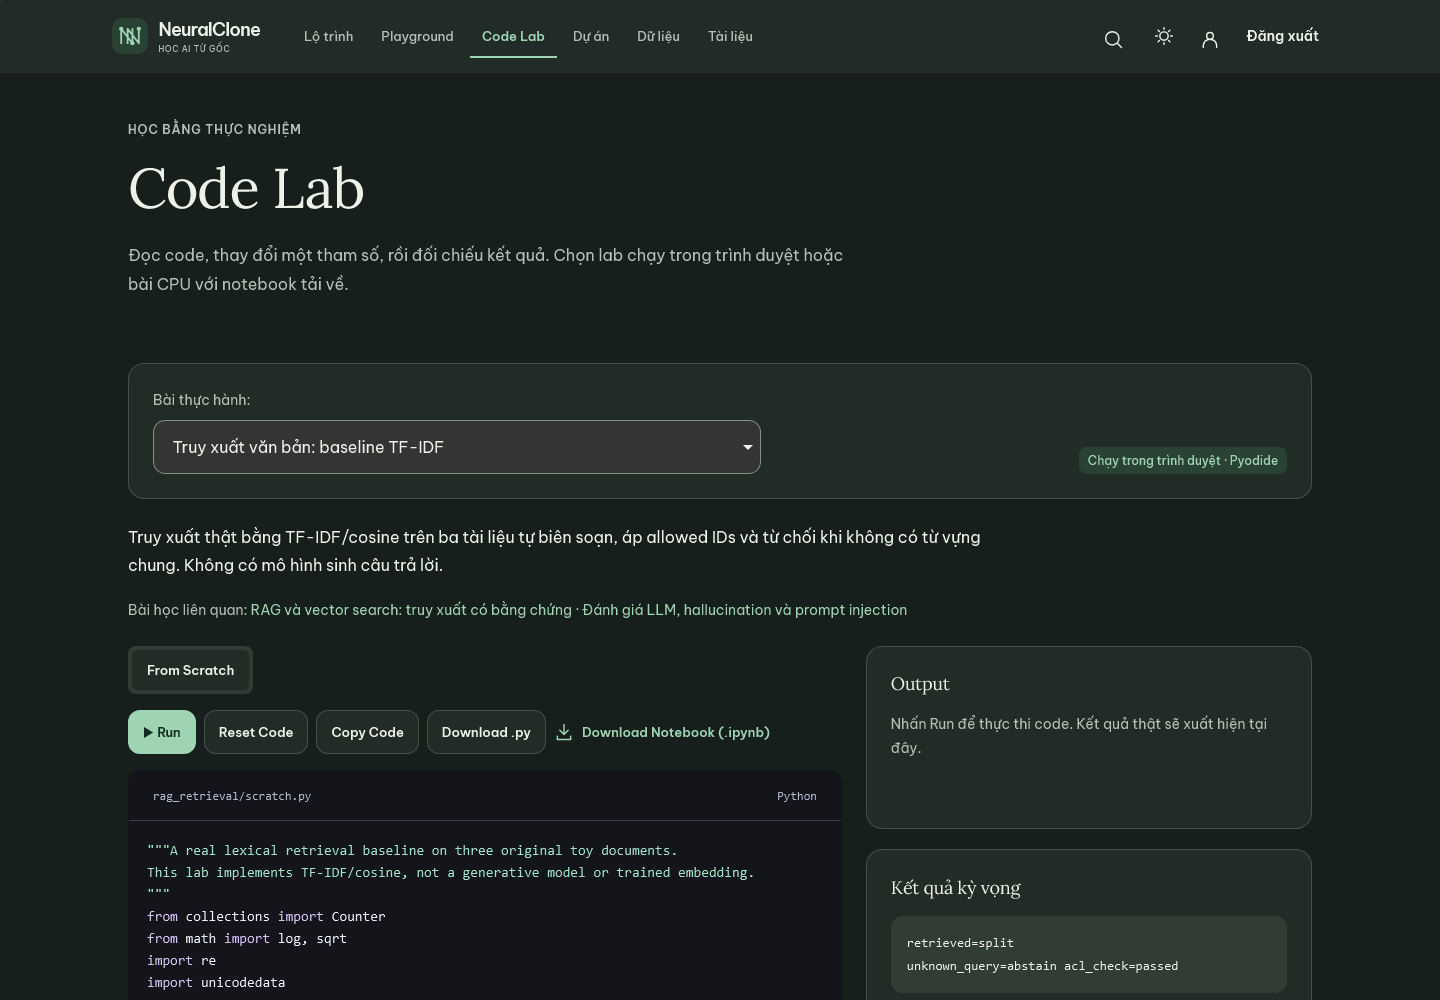 NeuralClone
HỌC AI TỪ GỐC
Lộ trình
Playground
Code Lab
Dự án
Dữ liệu
Tài liệu
Đăng xuất
HỌC BẰNG THỰC NGHIỆM
Code Lab
Đọc code, thay đổi một tham số, rồi đối chiếu kết quả. Chọn lab chạy trong trình duyệt hoặc
bài CPU với notebook tải về.
Bài thực hành:
Truy xuất văn bản: baseline TF-IDF
Chạy trong trình duyệt · Pyodide
Truy xuất thật bằng TF-IDF/cosine trên ba tài liệu tự biên soạn, áp allowed IDs và từ chối khi không có từ vựng
chung. Không có mô hình sinh câu trả lời.
Bài học liên quan: RAG và vector search: truy xuất có bằng chứng · Đánh giá LLM, hallucination và prompt injection
From Scratch
Run
Reset Code
Copy Code
Download .py
Download Notebook (.ipynb)
rag_retrieval/scratch.py
Python
"""A real lexical retrieval baseline on three original toy documents.
This lab implements TF-IDF/cosine, not a generative model or trained embedding.
"""
from collections import Counter
from math import log, sqrt
import re
import unicodedata
Output
Nhấn Run để thực thi code. Kết quả thật sẽ xuất hiện tại
đây.
Kết quả kỳ vọng
retrieved=split
unknown_query=abstain acl_check=passed